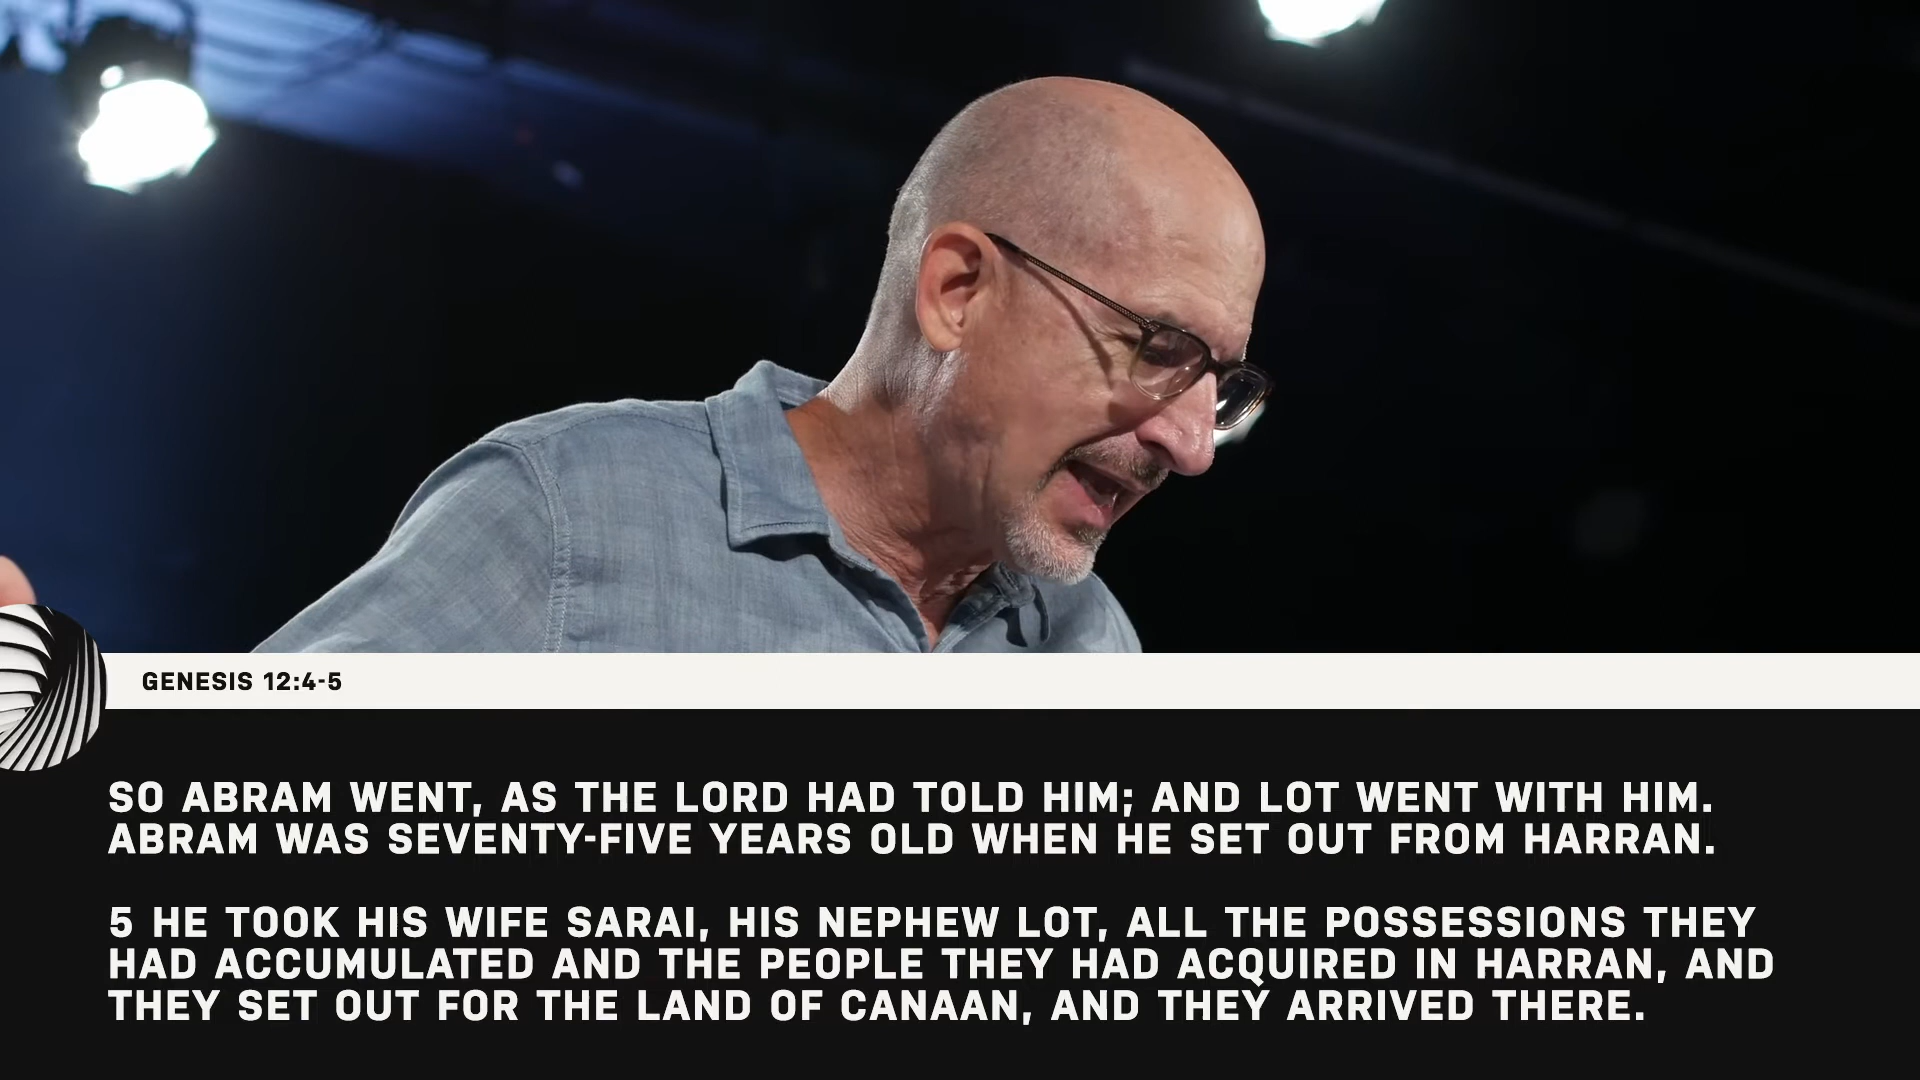 GENESIS 12:4-5
SO ABRAM WENT, AS THE LORD HAD TOLD HIM; AND LOT WENT WITH HIM.
ABRAM WAS SEVENTY-FIVE YEARS OLD WHEN HE SET OUT FROM HARRAN.
5 HE TOOK HIS WIFE SARAI, HIS NEPHEW LOT, ALL THE POSSESSIONS THEY
HAD ACCUMULATED AND THE PEOPLE THEY HAD ACQUIRED IN HARRAN, AND
THEY SET OUT FOR THE LAND OF CANAAN, AND THEY ARRIVED THERE.